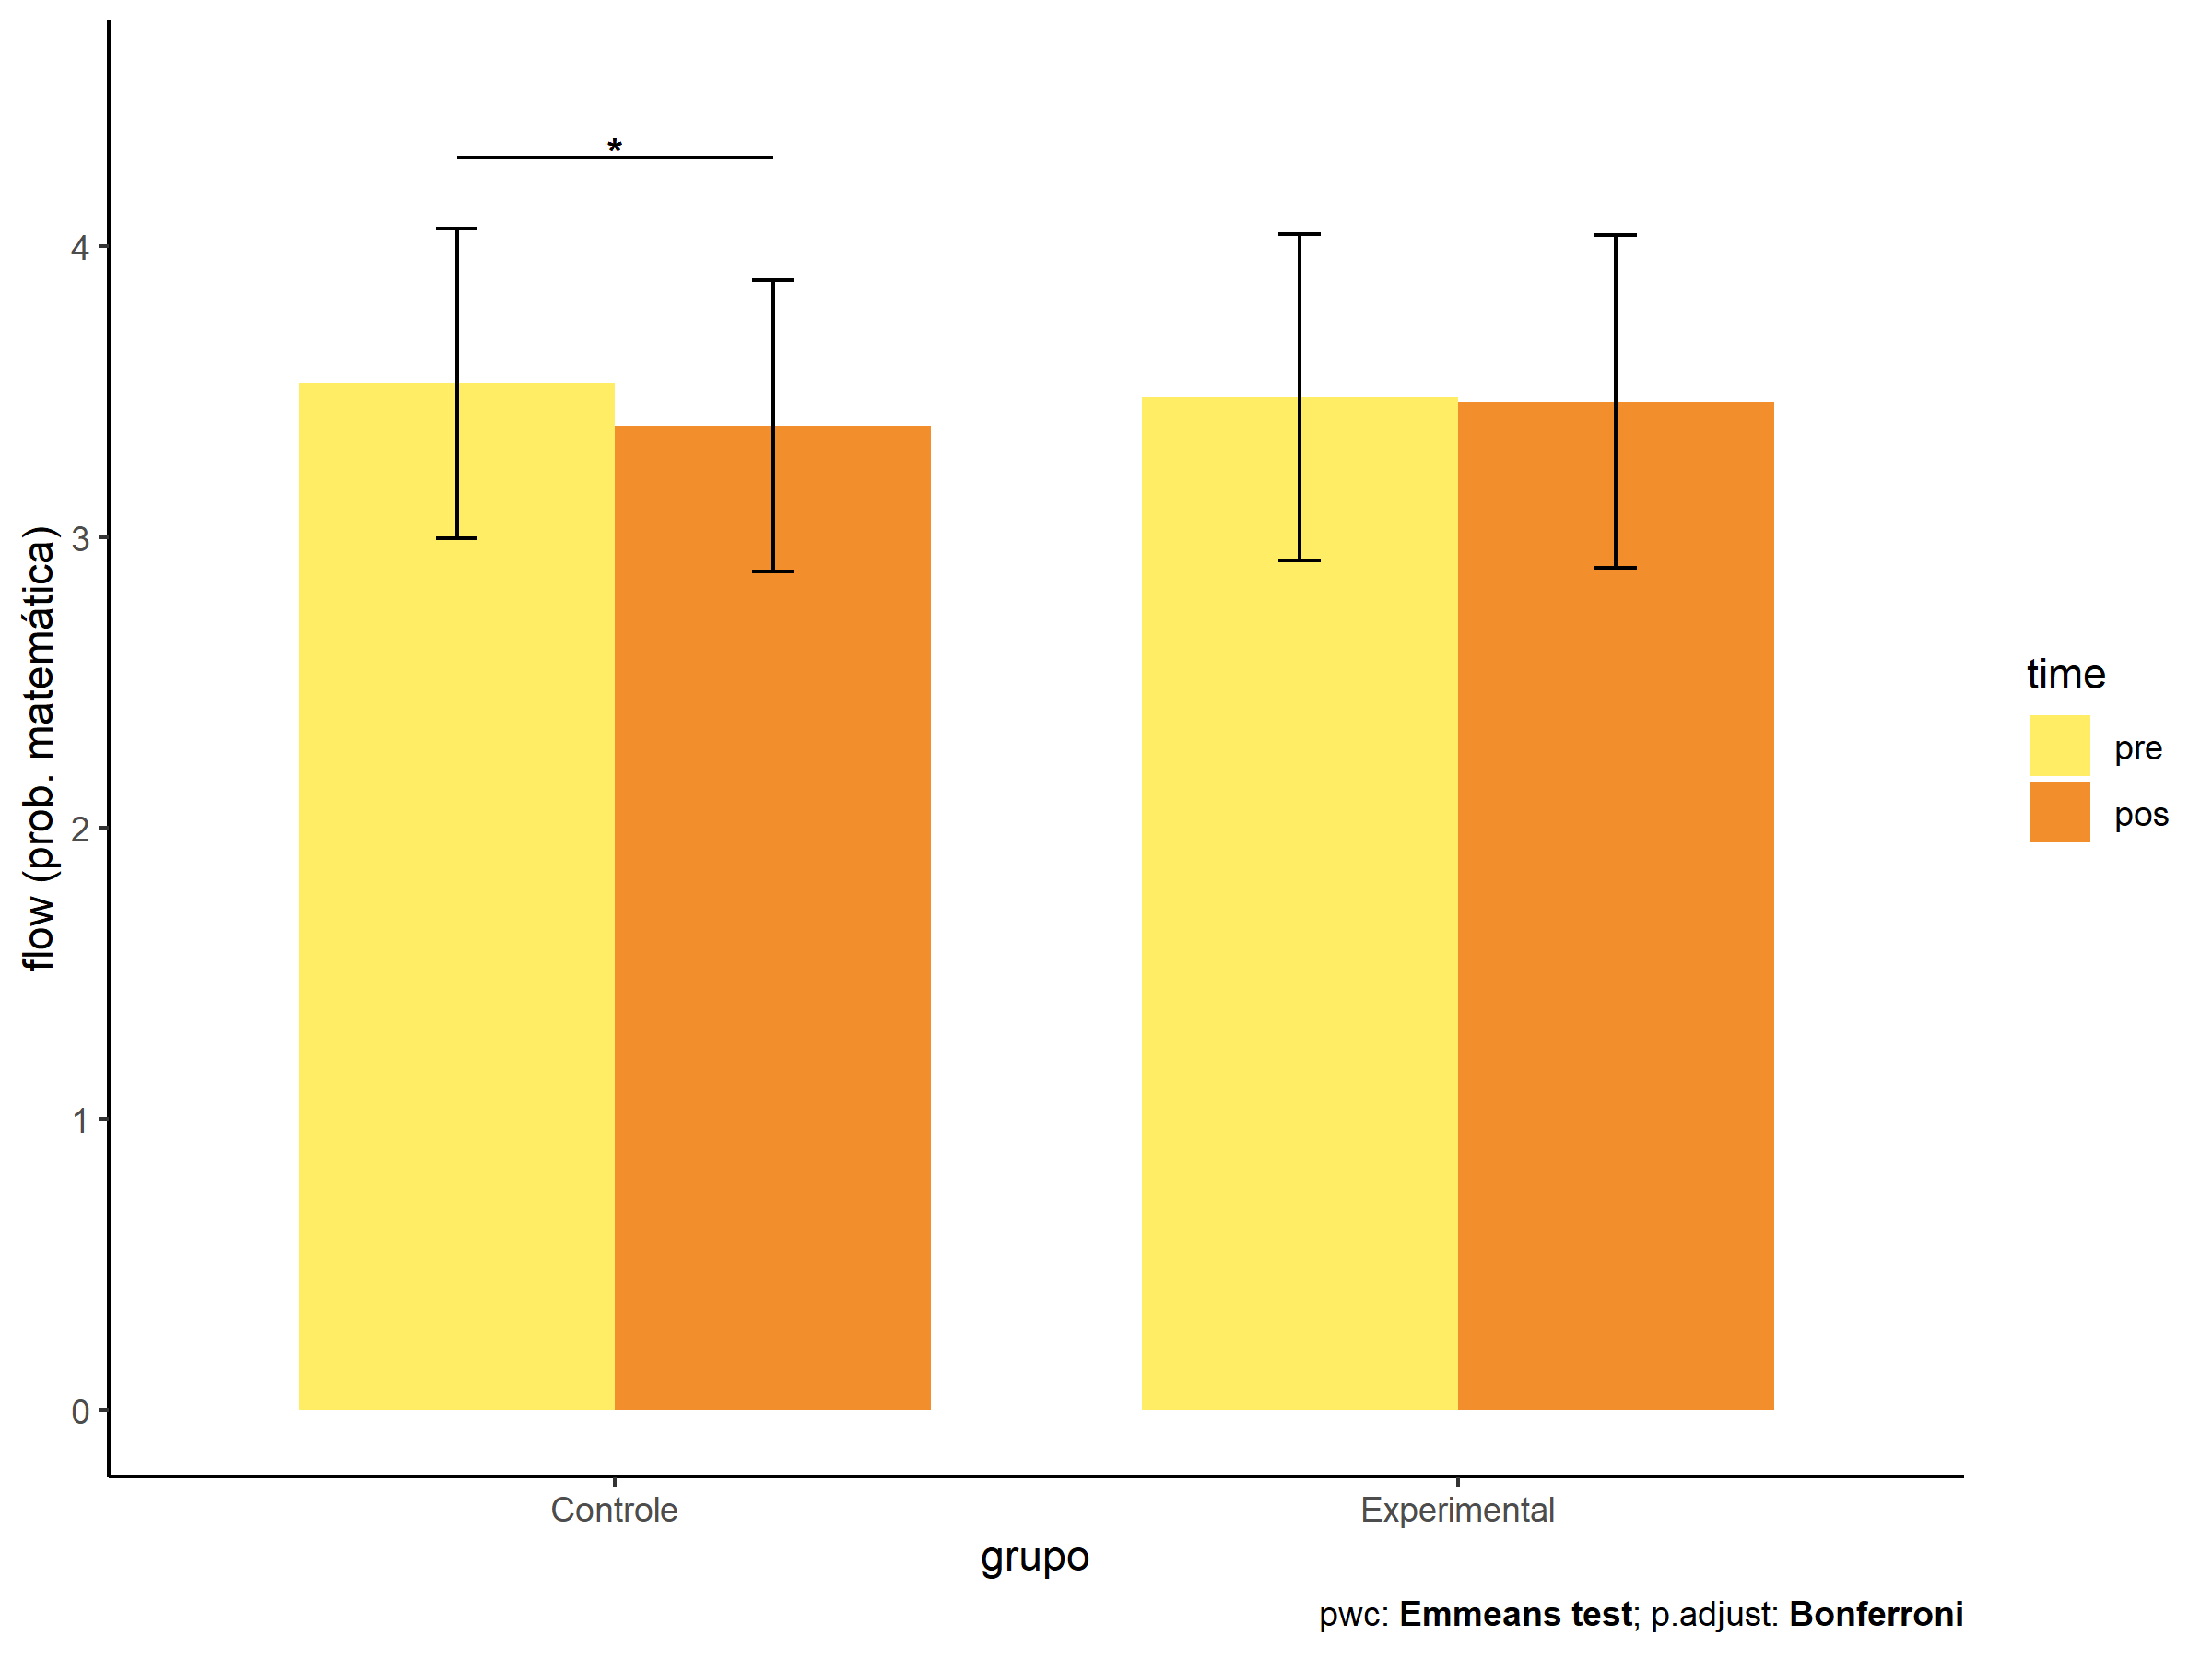 *
4
3
2
1
0
flow (prob. matemática)
Controle
Experimental
grupo
time
pre
pos
pwc: Emmeans test; p.adjust: Bonferroni